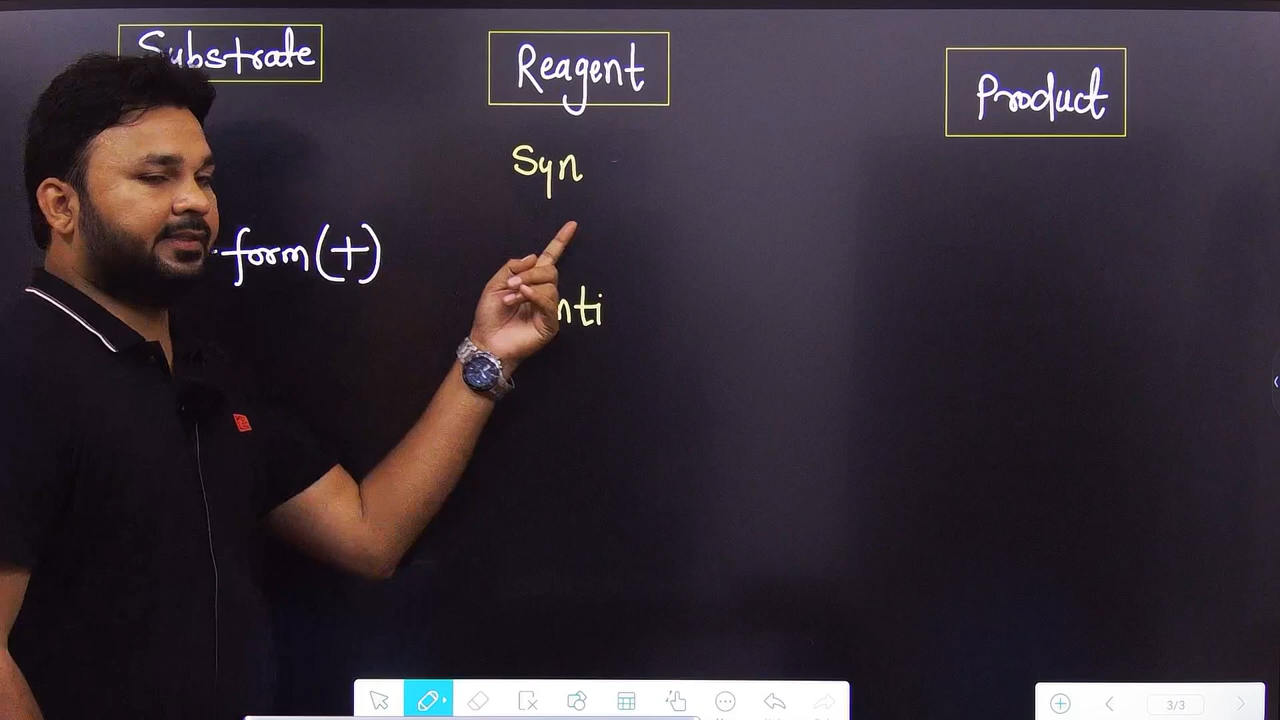 Substrate
Reagent
Product
Syn
form (+)
nti
3/3